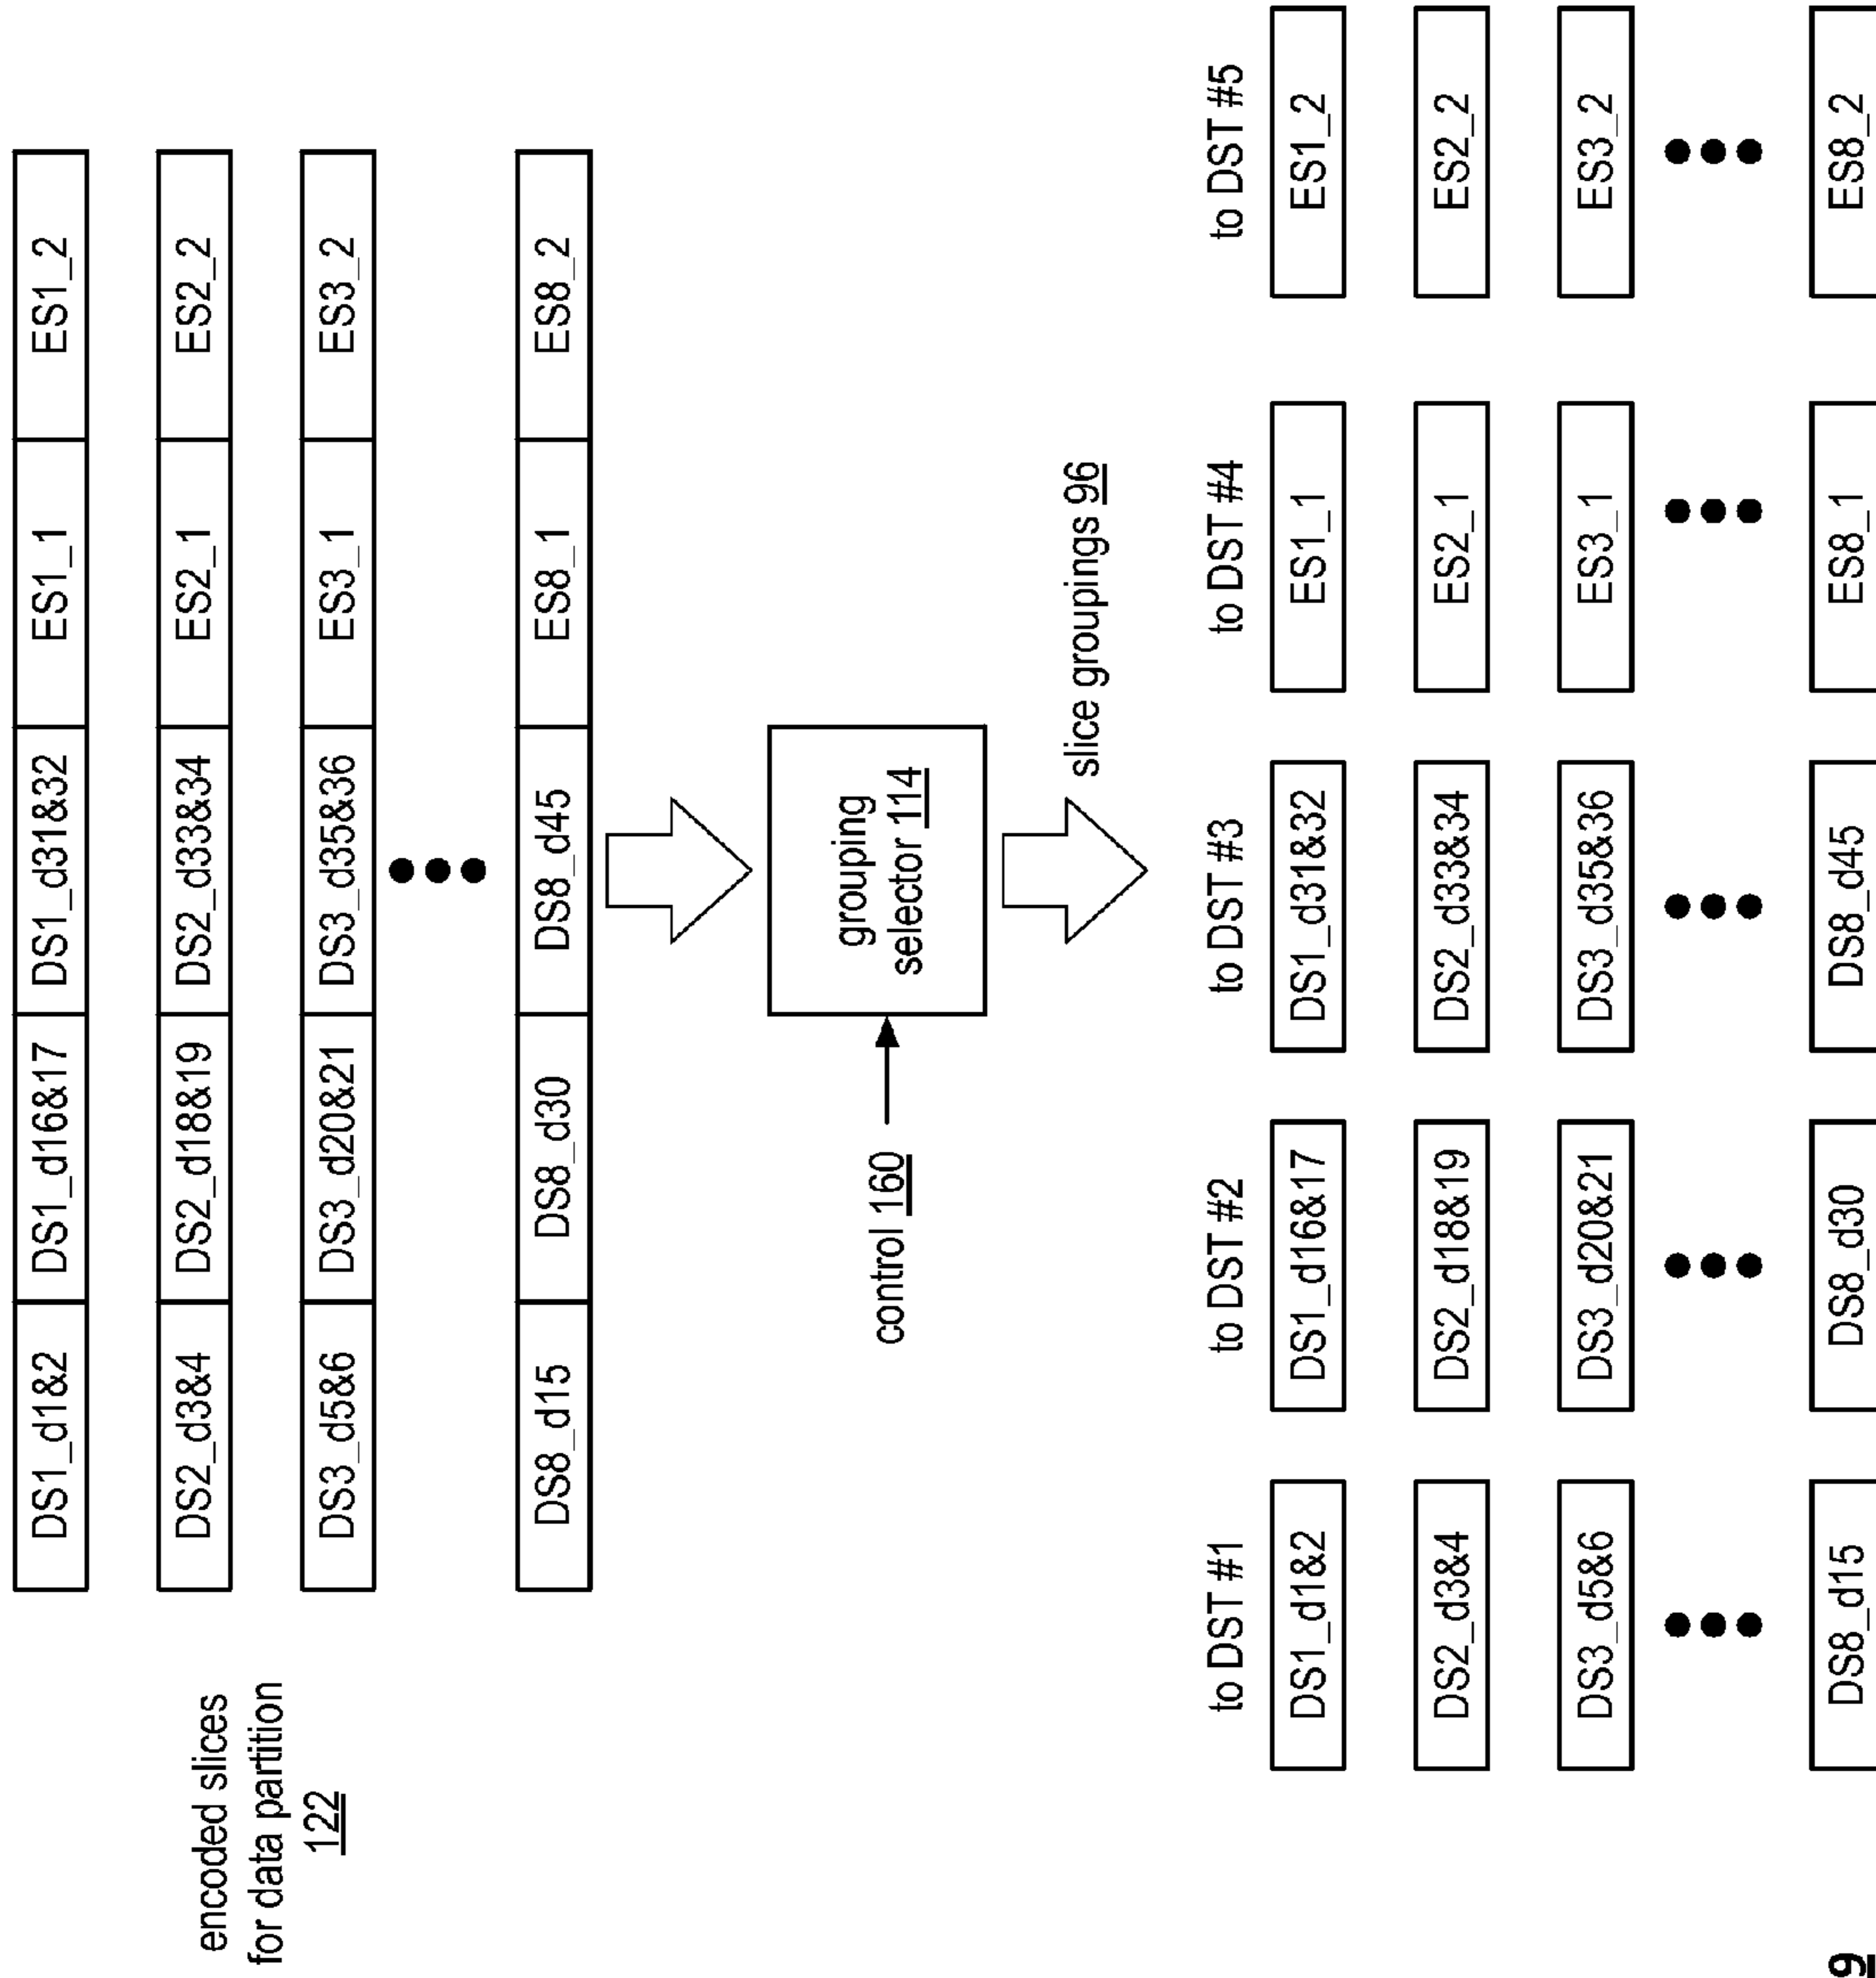 encoded slices
for data partition
122
DS1_d1&2 DS1_d16&17 DS1_d31&32 ES1_1 ES1_2
DS2_d3&4 DS2_d18&19 DS2_d33&34 ES2_1 ES2_2
DS3_d5&6 DS3_d20&21 DS3_d35&36 ES3_1 ES3_2
DS8_d15 DS8_d30 DS8_d45 ES8_1 ES8_2
control 160
grouping
selector 114
slice groupings 96
to DST #1 to DST #2 to DST #3 to DST #4 to DST #5
DS1_d1&2 DS1_d16&17 DS1_d31&32 ES1_1 ES1_2
DS2_d3&4 DS2_d18&19 DS2_d33&34 ES2_1 ES2_2
DS3_d5&6 DS3_d20&21 DS3_d35&36 ES3_1 ES3_2
DS8_d15 DS8_d30 DS8_d45 ES8_1 ES8_2
9